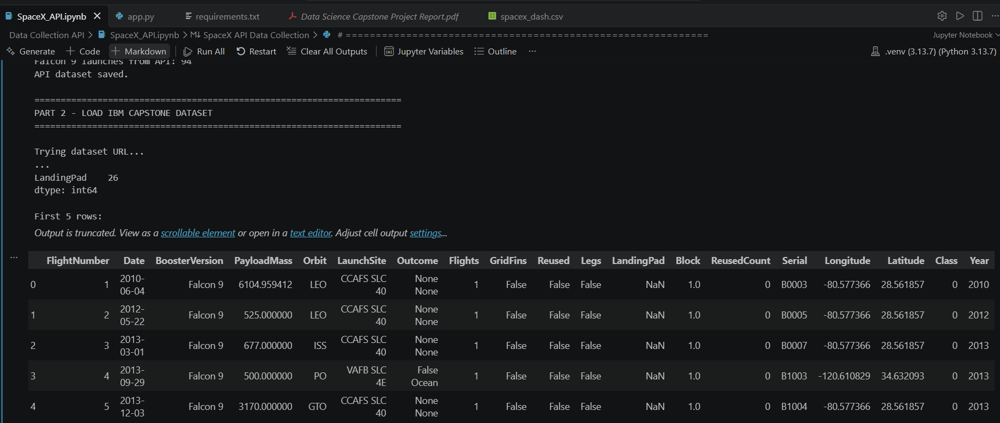 SpaceX_API.ipynb app.py requirements.txt Data Science Capstone Project Report.pdf spacex_dash.csv
Data Collection API > SpaceX_API.ipynb > M↓ SpaceX API Data Collection > # ============================================================
Jupyter Notebook
Generate + Code + Markdown | Run All Restart Clear All Outputs | Jupyter Variables Outline ... .venv (3.13.7) (Python 3.13.7)
Falcon 9 launches from API: 94
API dataset saved.
======================================================================
PART 2 - LOAD IBM CAPSTONE DATASET
======================================================================
Trying dataset URL...
...
LandingPad    26
dtype: int64
First 5 rows:
Output is truncated. View as a scrollable element or open in a text editor. Adjust cell output settings...
FlightNumber Date BoosterVersion PayloadMass Orbit LaunchSite Outcome Flights GridFins Reused Legs LandingPad Block ReusedCount Serial Longitude Latitude Class Year
0 1 2010-06-04 Falcon 9 6104.959412 LEO CCAFS SLC 40 None None 1 False False False NaN 1.0 0 B0003 -80.577366 28.561857 0 2010
1 2 2012-05-22 Falcon 9 525.000000 LEO CCAFS SLC 40 None None 1 False False False NaN 1.0 0 B0005 -80.577366 28.561857 0 2012
2 3 2013-03-01 Falcon 9 677.000000 ISS CCAFS SLC 40 None None 1 False False False NaN 1.0 0 B0007 -80.577366 28.561857 0 2013
3 4 2013-09-29 Falcon 9 500.000000 PO VAFB SLC 4E False Ocean 1 False False False NaN 1.0 0 B1003 -120.610829 34.632093 0 2013
4 5 2013-12-03 Falcon 9 3170.000000 GTO CCAFS SLC 40 None None 1 False False False NaN 1.0 0 B1004 -80.577366 28.561857 0 2013